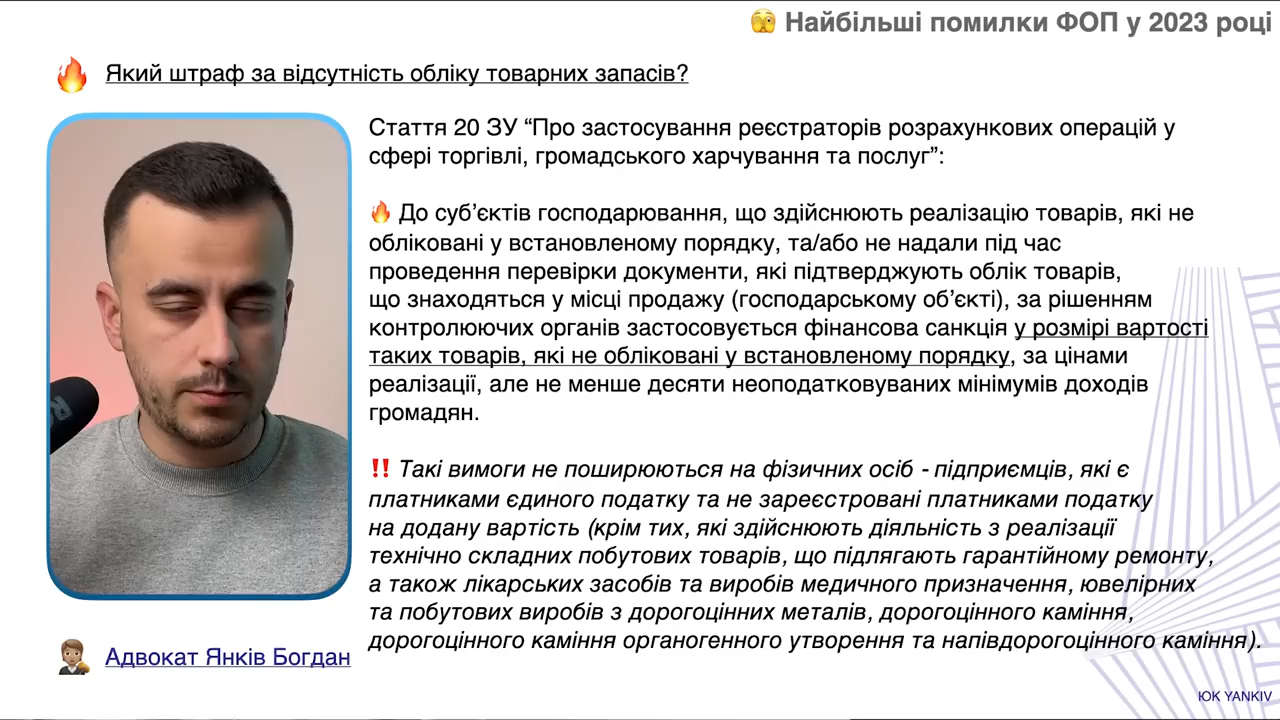 🫣 Найбільші помилки ФОП у 2023 році
🔥 Який штраф за відсутність обліку товарних запасів?
Стаття 20 ЗУ “Про застосування реєстраторів розрахункових операцій у
сфері торгівлі, громадського харчування та послуг”:
🔥 До суб’єктів господарювання, що здійснюють реалізацію товарів, які не
обліковані у встановленому порядку, та/або не надали під час
проведення перевірки документи, які підтверджують облік товарів,
що знаходяться у місці продажу (господарському об’єкті), за рішенням
контролюючих органів застосовується фінансова санкція у розмірі вартості
таких товарів, які не обліковані у встановленому порядку, за цінами
реалізації, але не менше десяти неоподатковуваних мінімумів доходів
громадян.
‼️ Такі вимоги не поширюються на фізичних осіб - підприємців, які є
платниками єдиного податку та не зареєстровані платниками податку
на додану вартість (крім тих, які здійснюють діяльність з реалізації
технічно складних побутових товарів, що підлягають гарантійному ремонту,
а також лікарських засобів та виробів медичного призначення, ювелірних
та побутових виробів з дорогоцінних металів, дорогоцінного каміння,
дорогоцінного каміння органогенного утворення та напівдорогоцінного каміння).
Адвокат Янків Богдан
ЮК YANKIV